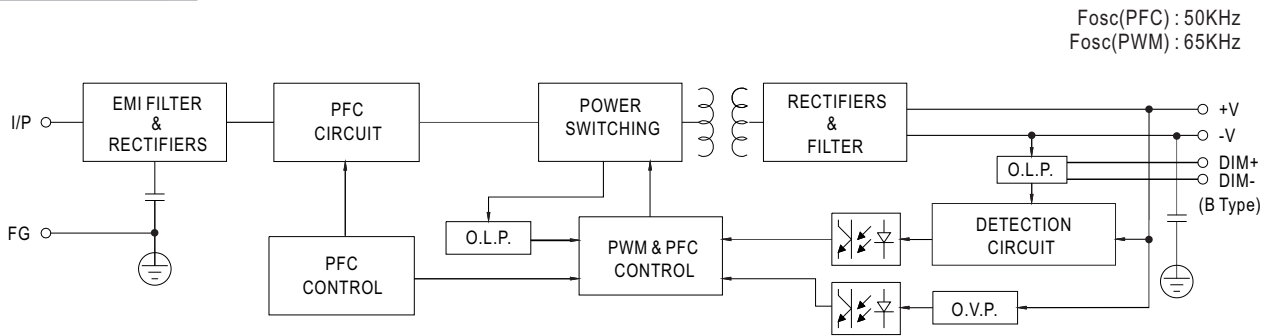 Fosc(PFC) : 50KHz
Fosc(PWM) : 65KHz
I/P
EMI FILTER
&
RECTIFIERS
PFC
CIRCUIT
POWER
SWITCHING
RECTIFIERS
&
FILTER
+V
-V
DIM+
DIM-
(B Type)
O.L.P.
FG
PFC
CONTROL
O.L.P.
PWM & PFC
CONTROL
DETECTION
CIRCUIT
O.V.P.